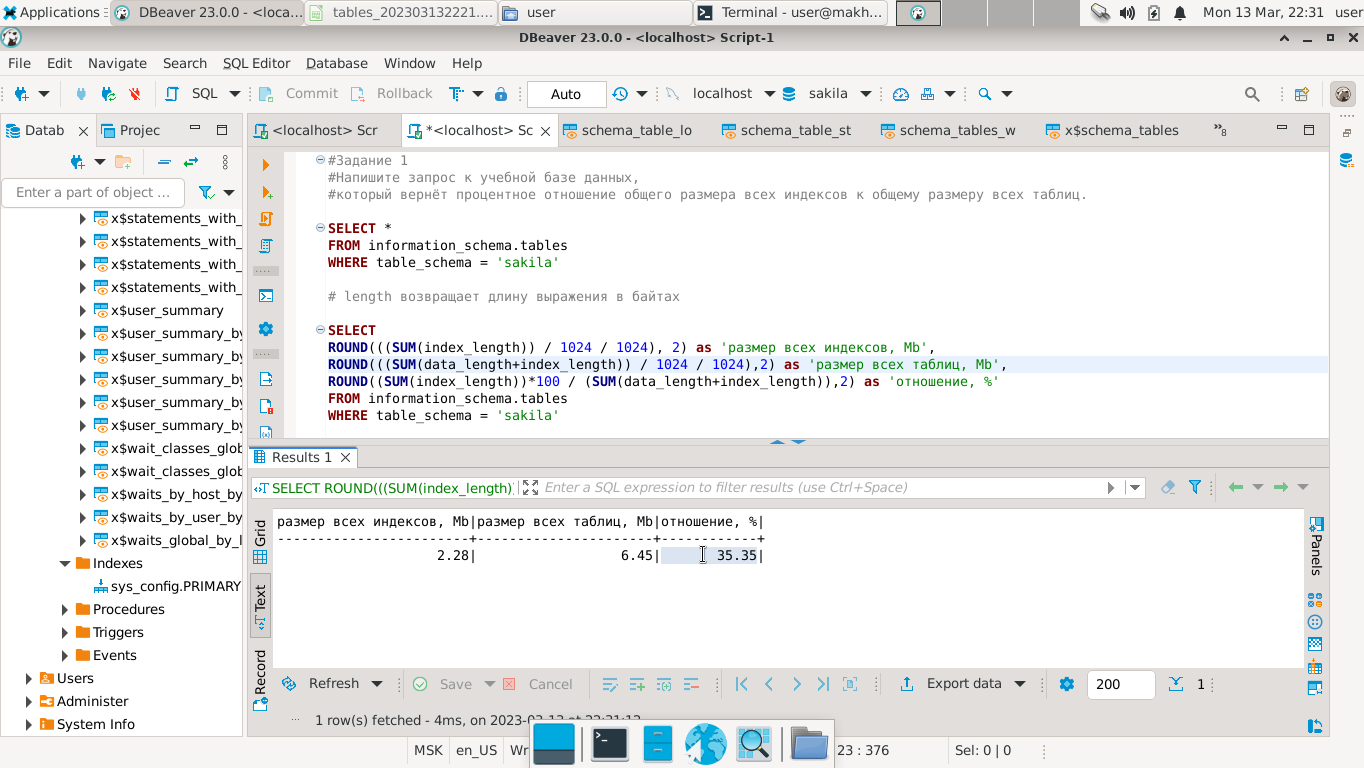 Applications
DBeaver 23.0.0 - <loca...
tables_202303132221....
user
Terminal - user@makh...
Mon 13 Mar, 22:31
user
DBeaver 23.0.0 - <localhost> Script-1
File Edit Navigate Search SQL Editor Database Window Help
SQL
Commit
Rollback
Auto
localhost
sakila
Datab
Projec
<localhost> Scr
*<localhost> Sc
schema_table_lo
schema_table_st
schema_tables_w
x$schema_tables
»8
Enter a part of object ...
x$statements_with_
x$statements_with_
x$statements_with_
x$statements_with_
x$user_summary
x$user_summary_by
x$user_summary_by
x$user_summary_by
x$user_summary_by
x$user_summary_by
x$wait_classes_glob
x$wait_classes_glob
x$waits_by_host_by
x$waits_by_user_by
x$waits_global_by_l
Indexes
sys_config.PRIMARY
Procedures
Triggers
Events
Users
Administer
System Info
#Задание 1
#Напишите запрос к учебной базе данных,
#который вернёт процентное отношение общего размера всех индексов к общему размеру всех таблиц.
SELECT *
FROM information_schema.tables
WHERE table_schema = 'sakila'
# length возвращает длину выражения в байтах
SELECT
ROUND(((SUM(index_length)) / 1024 / 1024), 2) as 'размер всех индексов, Mb',
ROUND(((SUM(data_length+index_length)) / 1024 / 1024),2) as 'размер всех таблиц, Mb',
ROUND((SUM(index_length))*100 / (SUM(data_length+index_length)),2) as 'отношение, %'
FROM information_schema.tables
WHERE table_schema = 'sakila'
Results 1
SELECT ROUND(((SUM(index_length)
Enter a SQL expression to filter results (use Ctrl+Space)
Grid
Text
Record
Panels
размер всех индексов, Mb|размер всех таблиц, Mb|отношение, %|
------------------------+----------------------+------------+
2.28| 6.45| 35.35|
Refresh
Save
Cancel
Export data
200
1
1 row(s) fetched - 4ms, on 2023-03-13 at 22:31:12
MSK
en_US
Wr
23 : 376
Sel: 0 | 0